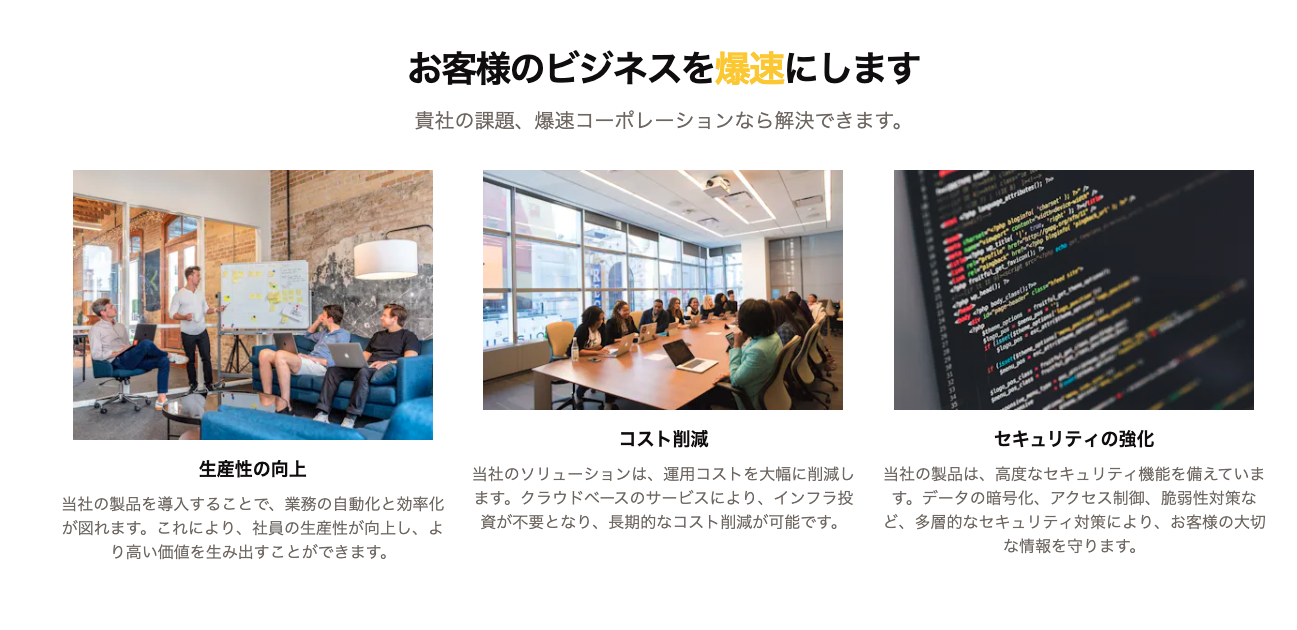 お客様のビジネスを爆速にします
貴社の課題、爆速コーポレーションなら解決できます。
生産性の向上
当社の製品を導入することで、業務の自動化と効率化
が図れます。これにより、社員の生産性が向上し、よ
り高い価値を生み出すことができます。
コスト削減
当社のソリューションは、運用コストを大幅に削減し
ます。クラウドベースのサービスにより、インフラ投
資が不要となり、長期的なコスト削減が可能です。
セキュリティの強化
当社の製品は、高度なセキュリティ機能を備えていま
す。データの暗号化、アクセス制御、脆弱性対策な
ど、多層的なセキュリティ対策により、お客様の大切
な情報を守ります。